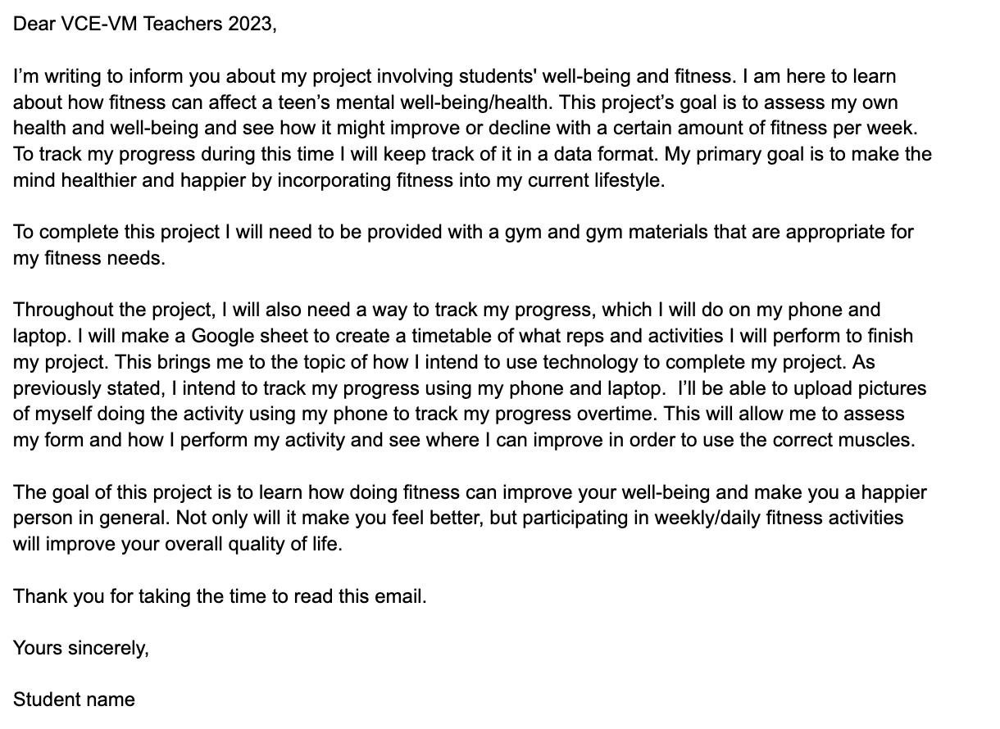 Dear VCE-VM Teachers 2023,
I’m writing to inform you about my project involving students' well-being and fitness. I am here to learn
about how fitness can affect a teen’s mental well-being/health. This project’s goal is to assess my own
health and well-being and see how it might improve or decline with a certain amount of fitness per week.
To track my progress during this time I will keep track of it in a data format. My primary goal is to make the
mind healthier and happier by incorporating fitness into my current lifestyle.
To complete this project I will need to be provided with a gym and gym materials that are appropriate for
my fitness needs.
Throughout the project, I will also need a way to track my progress, which I will do on my phone and
laptop. I will make a Google sheet to create a timetable of what reps and activities I will perform to finish
my project. This brings me to the topic of how I intend to use technology to complete my project. As
previously stated, I intend to track my progress using my phone and laptop.  I’ll be able to upload pictures
of myself doing the activity using my phone to track my progress overtime. This will allow me to assess
my form and how I perform my activity and see where I can improve in order to use the correct muscles.
The goal of this project is to learn how doing fitness can improve your well-being and make you a happier
person in general. Not only will it make you feel better, but participating in weekly/daily fitness activities
will improve your overall quality of life.
Thank you for taking the time to read this email.
Yours sincerely,
Student name